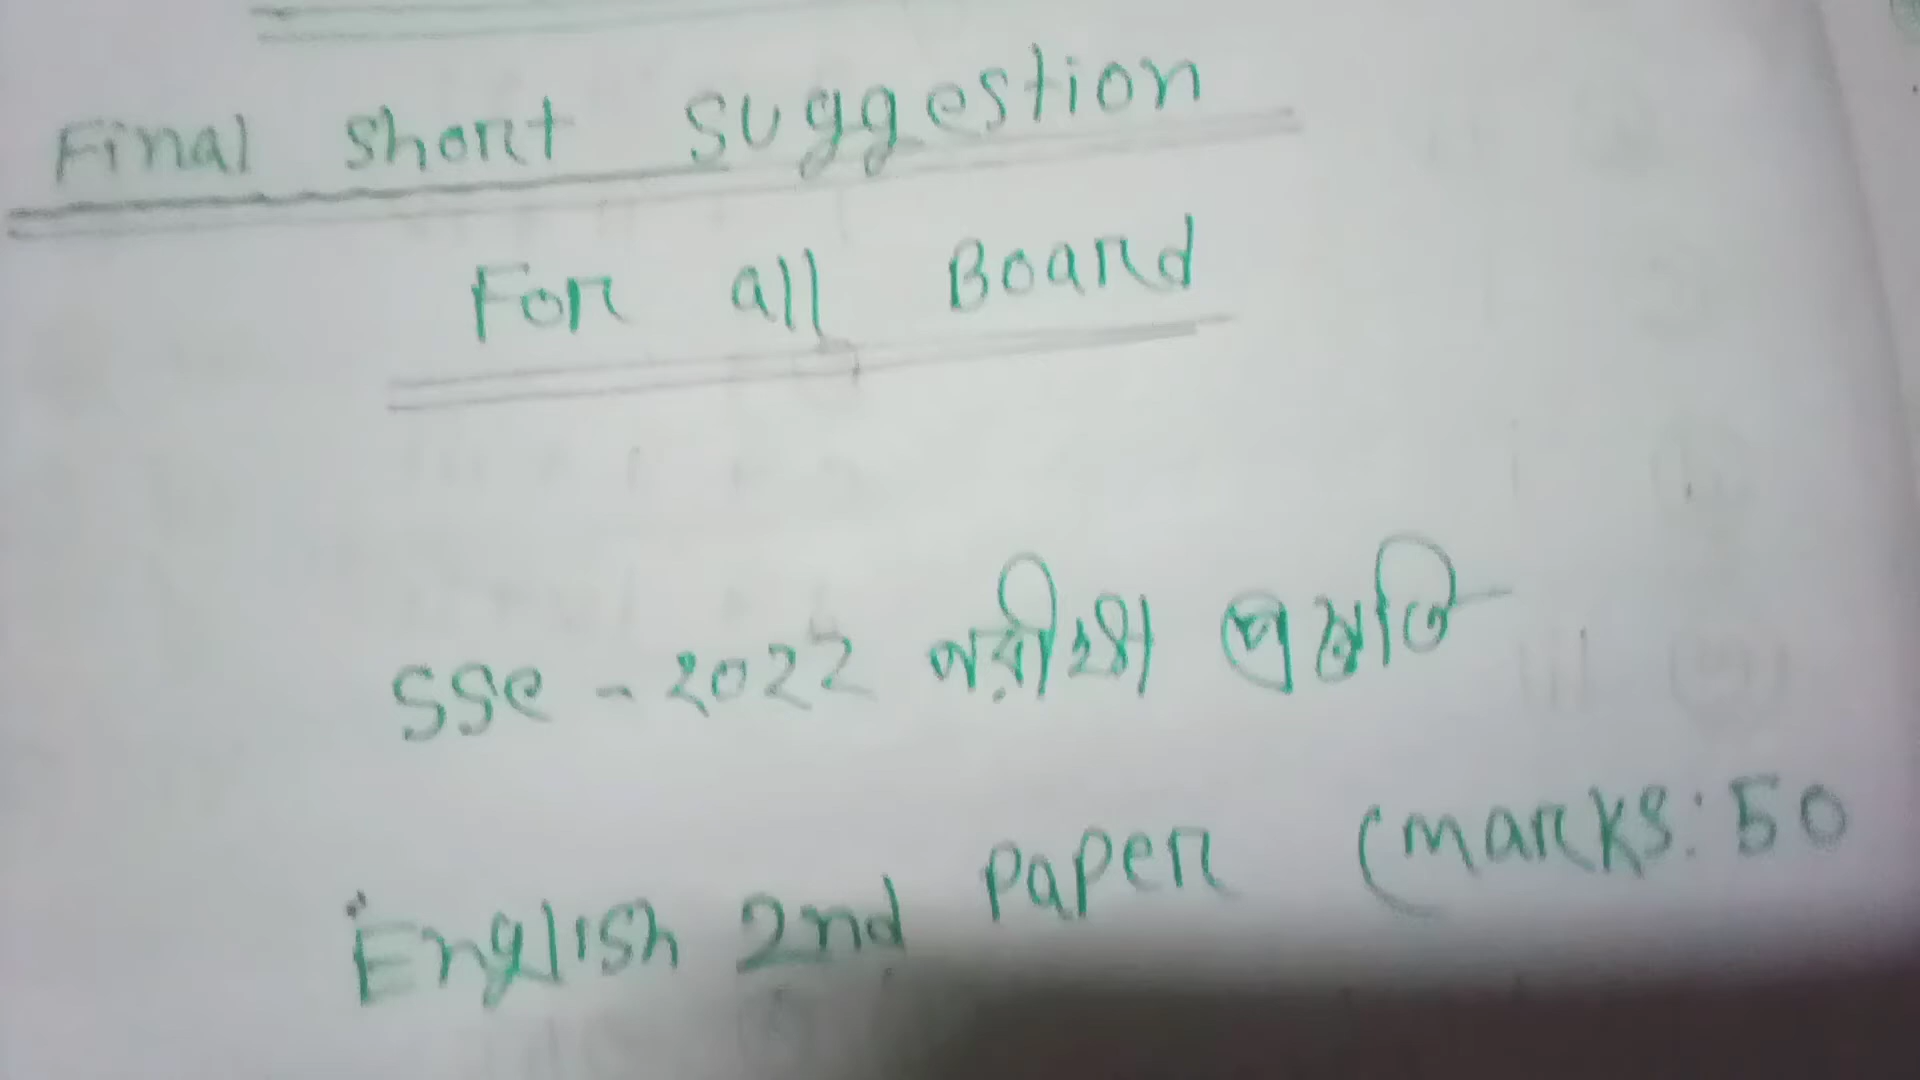 Final short suggestion
For all Board
SSC - 2022 পরীক্ষা প্রস্তুতি
English 2nd paper (marks: 50